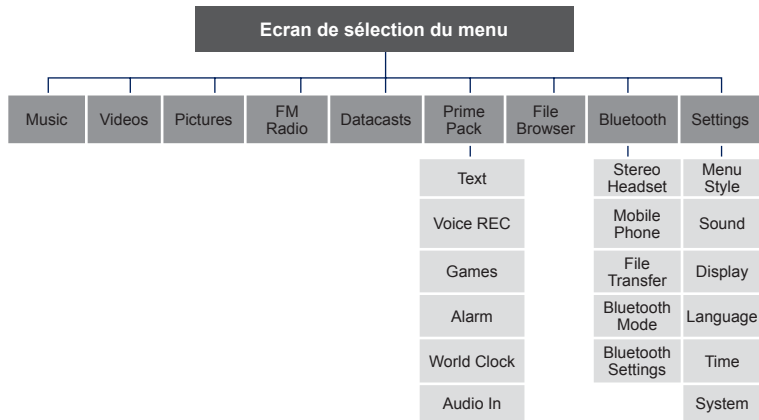 Ecran de sélection du menu
Music
Videos
Pictures
FM
Radio
Datacasts
Prime
Pack
File
Browser
Bluetooth
Settings
Text
Voice REC
Games
Alarm
World Clock
Audio In
Stereo
Headset
Mobile
Phone
File
Transfer
Bluetooth
Mode
Bluetooth
Settings
Menu
Style
Sound
Display
Language
Time
System